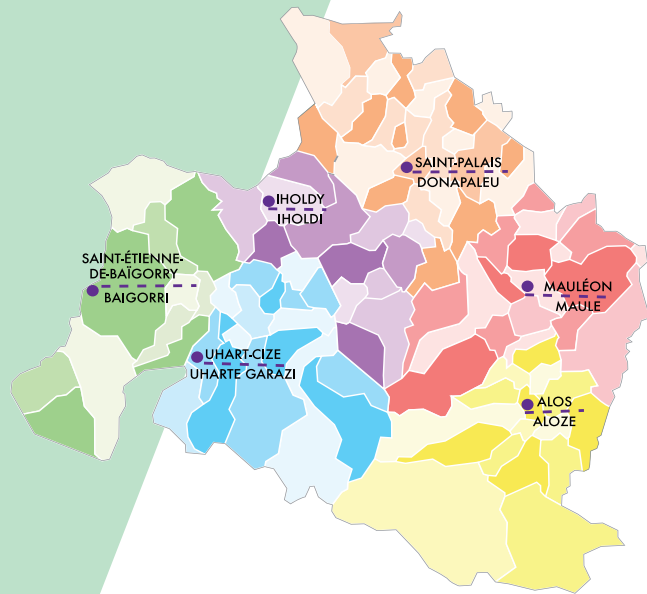 SAINT-PALAIS
DONAPALEU
IHOLDY
IHOLDI
SAINT-ÉTIENNE-
DE-BAÏGORRY
BAIGORRI
MAULÉON
MAULE
UHART-CIZE
UHARTE GARAZI
ALOS
ALOZE